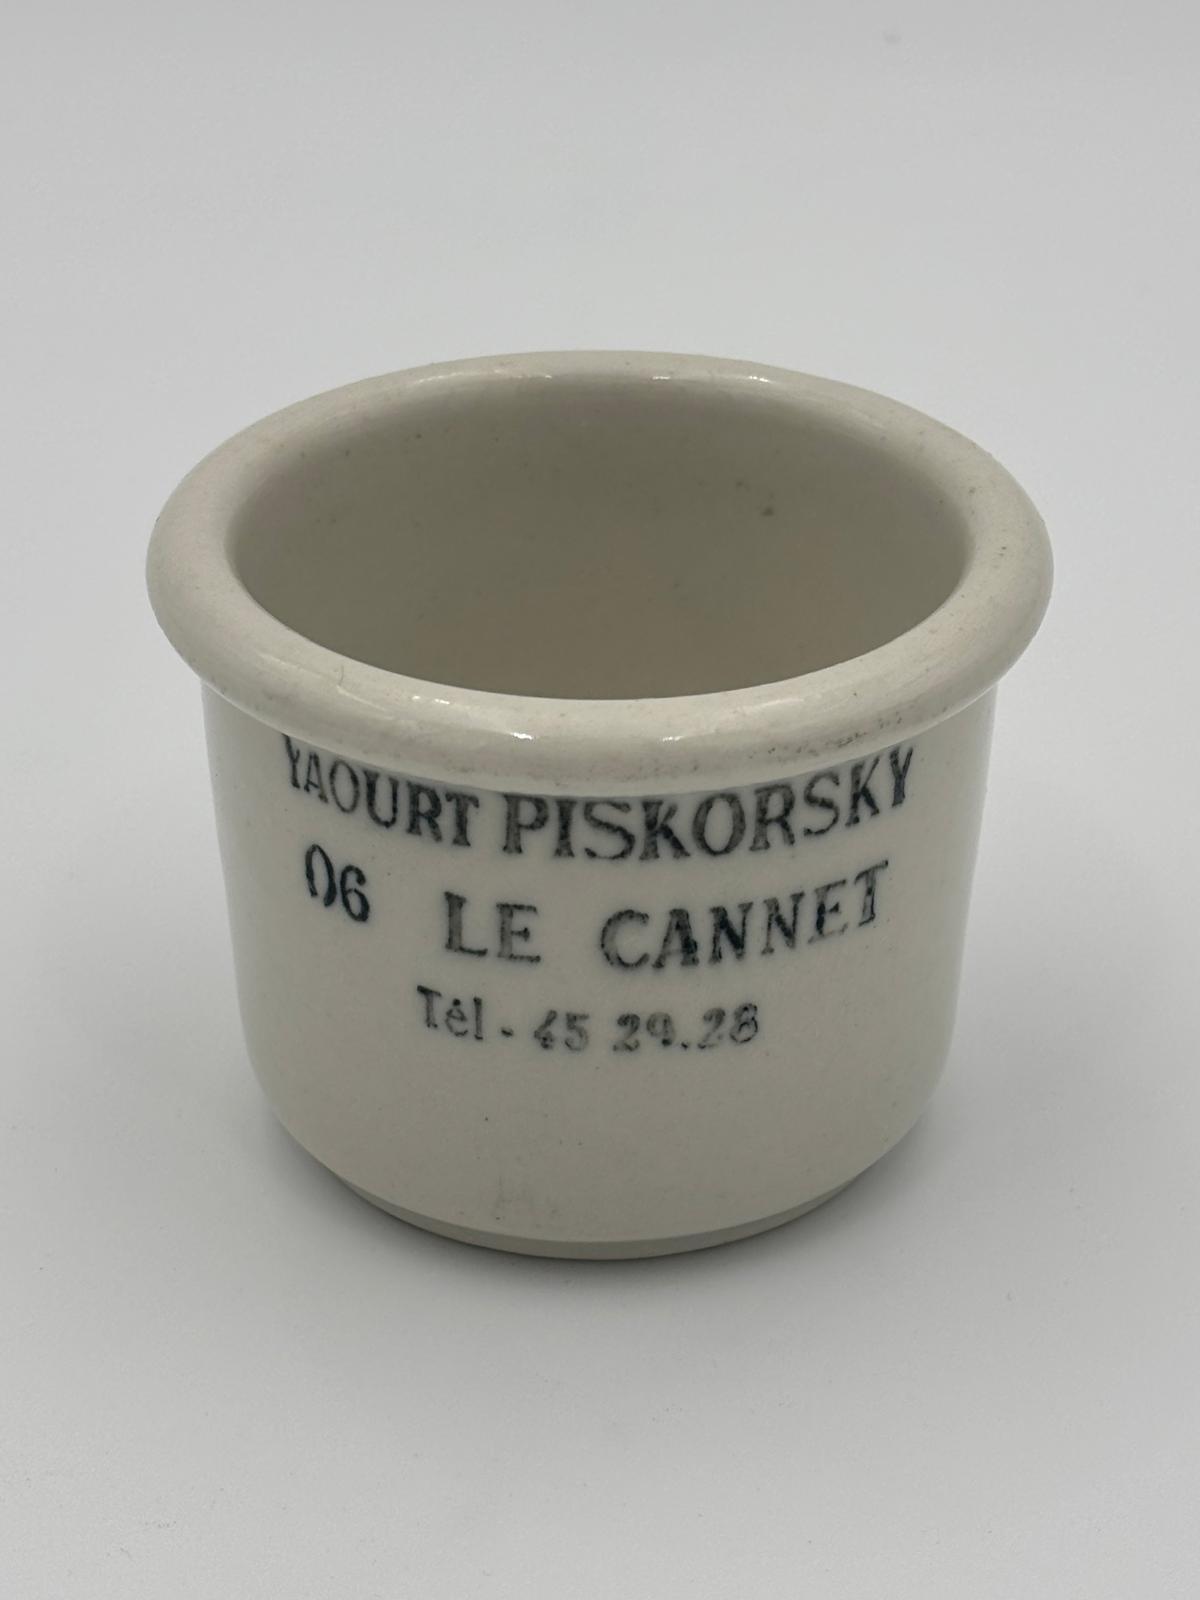 YAOURT PISKORSKY
06 LE CANNET
Tél - 45 29.28